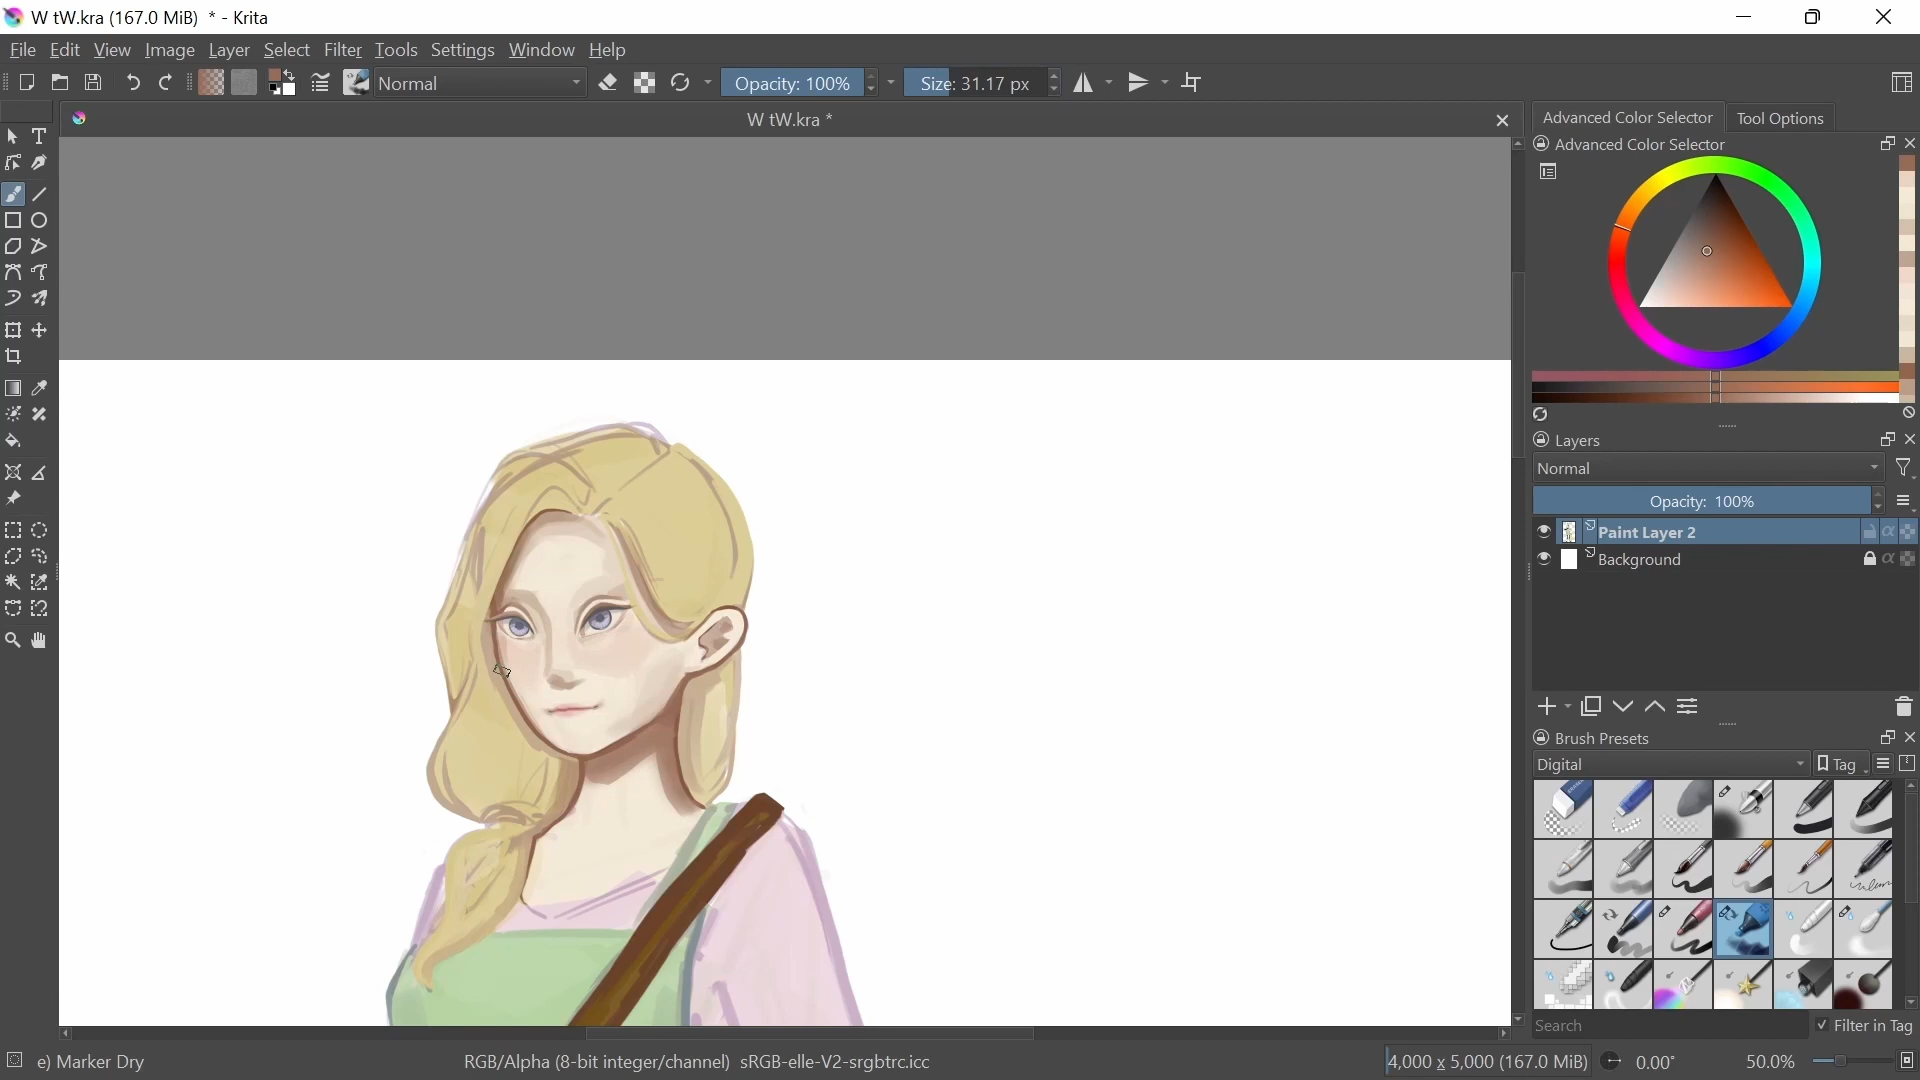 W tW.kra (167.0 MiB) * - Krita
File Edit View Image Layer Select Filter Tools Settings Window Help
Normal Opacity: 100% Size: 31.17 px
W tW.kra *
Advanced Color Selector Tool Options
Advanced Color Selector
Layers
Normal
Opacity: 100%
Paint Layer 2
Background
Brush Presets
Digital Tag
Search Filter in Tag
e) Marker Dry RGB/Alpha (8-bit integer/channel) sRGB-elle-V2-srgbtrc.icc 4,000 x 5,000 (167.0 MiB) 0.00° 50.0%